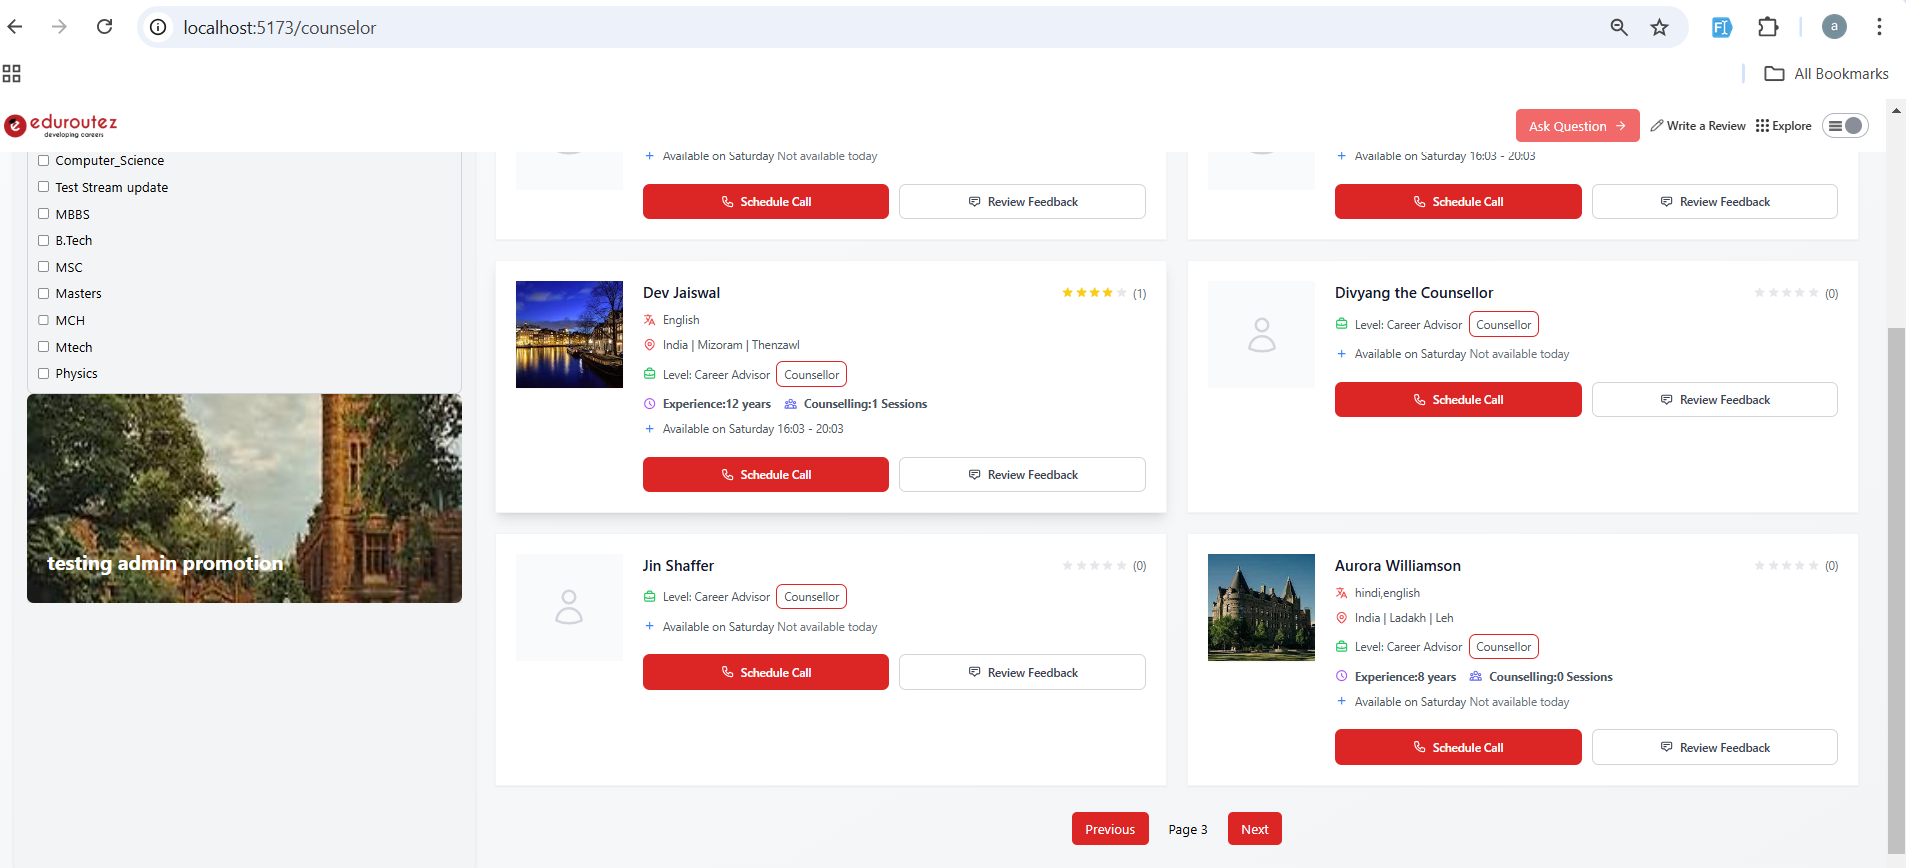 localhost:5173/counselor
All Bookmarks
eduroutez
developing careers
Ask Question
Write a Review
Explore
Computer_Science
Test Stream update
MBBS
B.Tech
MSC
Masters
MCH
Mtech
Physics
testing admin promotion
+ Available on Saturday Not available today
Schedule Call
Review Feedback
+ Available on Saturday 16:03 - 20:03
Schedule Call
Review Feedback
Dev Jaiswal
(1)
English
India | Mizoram | Thenzawl
Level: Career Advisor Counsellor
Experience:12 years Counselling:1 Sessions
+ Available on Saturday 16:03 - 20:03
Schedule Call
Review Feedback
Divyang the Counsellor
(0)
Level: Career Advisor Counsellor
+ Available on Saturday Not available today
Schedule Call
Review Feedback
Jin Shaffer
(0)
Level: Career Advisor Counsellor
+ Available on Saturday Not available today
Schedule Call
Review Feedback
Aurora Williamson
(0)
hindi,english
India | Ladakh | Leh
Level: Career Advisor Counsellor
Experience:8 years Counselling:0 Sessions
+ Available on Saturday Not available today
Schedule Call
Review Feedback
Previous
Page 3
Next
a